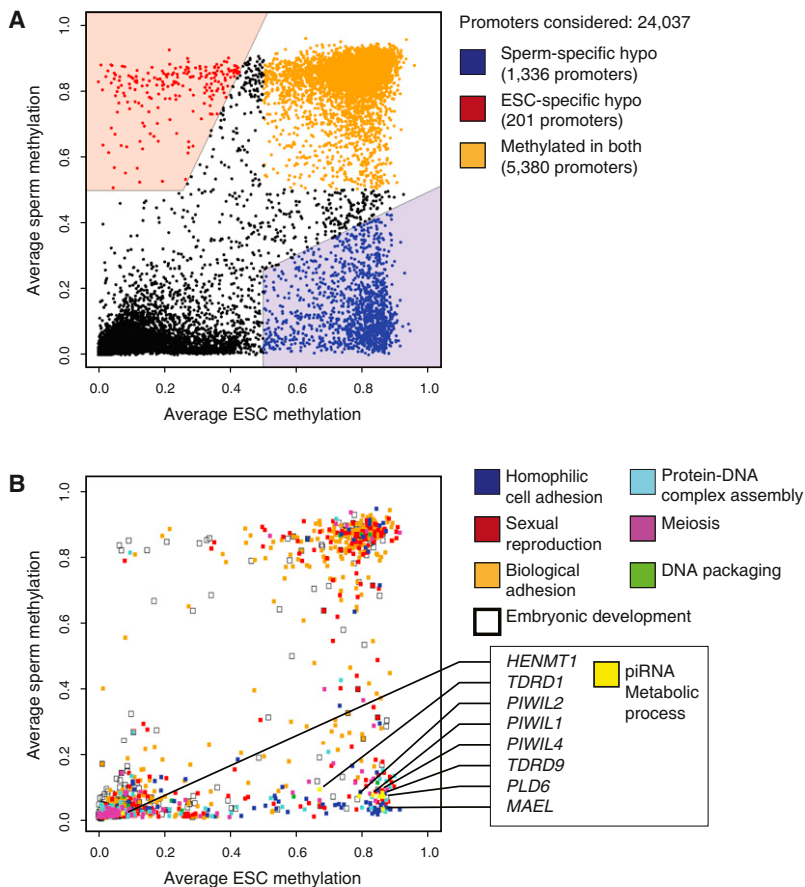 A
Promoters considered: 24,037
Sperm-specific hypo
(1,336 promoters)
ESC-specific hypo
(201 promoters)
Methylated in both
(5,380 promoters)
Average sperm methylation
1.0
0.8
0.6
0.4
0.2
0.0
0.0 0.2 0.4 0.6 0.8 1.0
Average ESC methylation
B
Homophilic
cell adhesion
Protein-DNA
complex assembly
Sexual
reproduction
Meiosis
Biological
adhesion
DNA packaging
Embryonic development
HENMT1
TDRD1
PIWIL2
PIWIL1
PIWIL4
TDRD9
PLD6
MAEL
piRNA
Metabolic
process
Average sperm methylation
1.0
0.8
0.6
0.4
0.2
0.0
0.0 0.2 0.4 0.6 0.8 1.0
Average ESC methylation